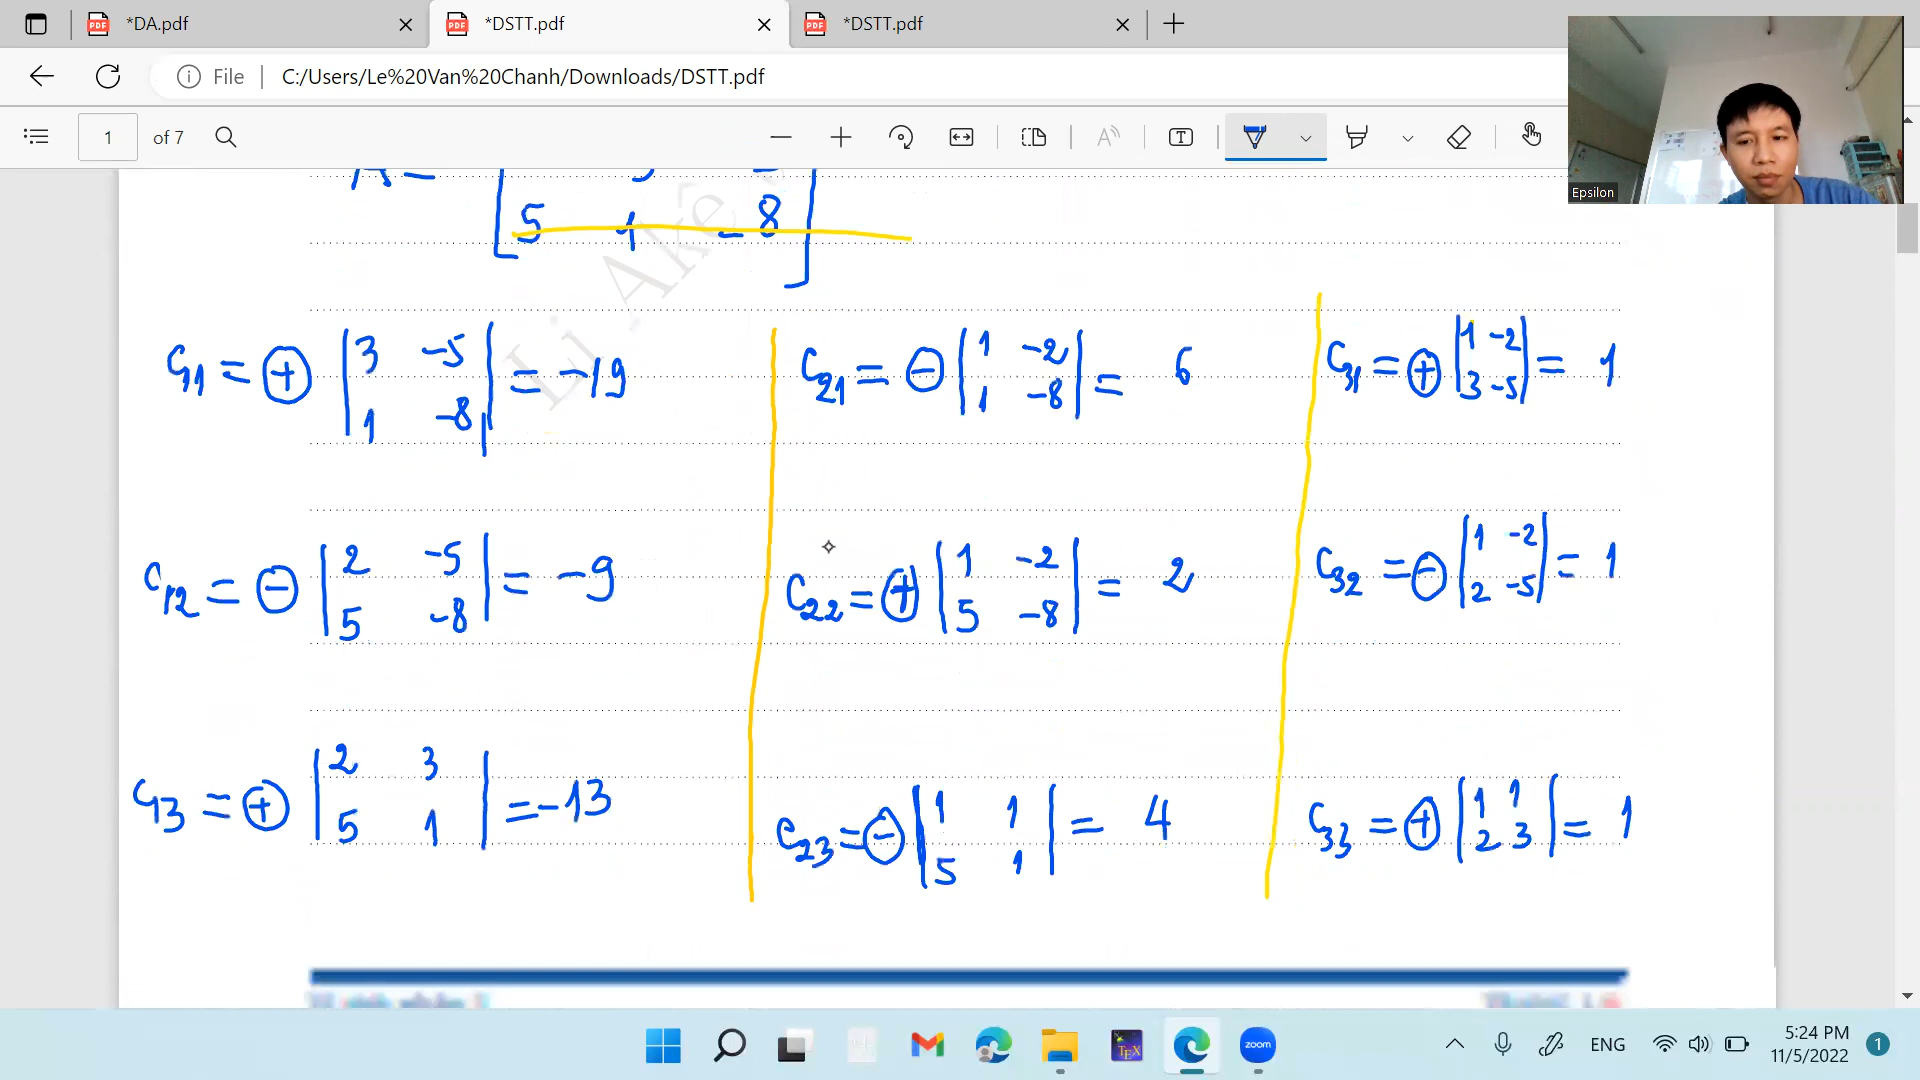 *DA.pdf
*DSTT.pdf
*DSTT.pdf
File
C:/Users/Le%20Van%20Chanh/Downloads/DSTT.pdf
1 of 7
Epsilon
A =
5 1 -8
Li Akê
C11 = + |3 -5; 1 -8| = -19
C21 = - |1 -2; 1 -8| = 6
C31 = + |1 -2; 3 -5| = 1
C12 = - |2 -5; 5 -8| = -9
C22 = + |1 -2; 5 -8| = 2
C32 = - |1 -2; 2 -5| = 1
C13 = + |2 3; 5 1| = -13
C23 = - |1 1; 5 1| = 4
C33 = + |1 1; 2 3| = 1
TEX
zoom
ENG
5:24 PM
11/5/2022
1